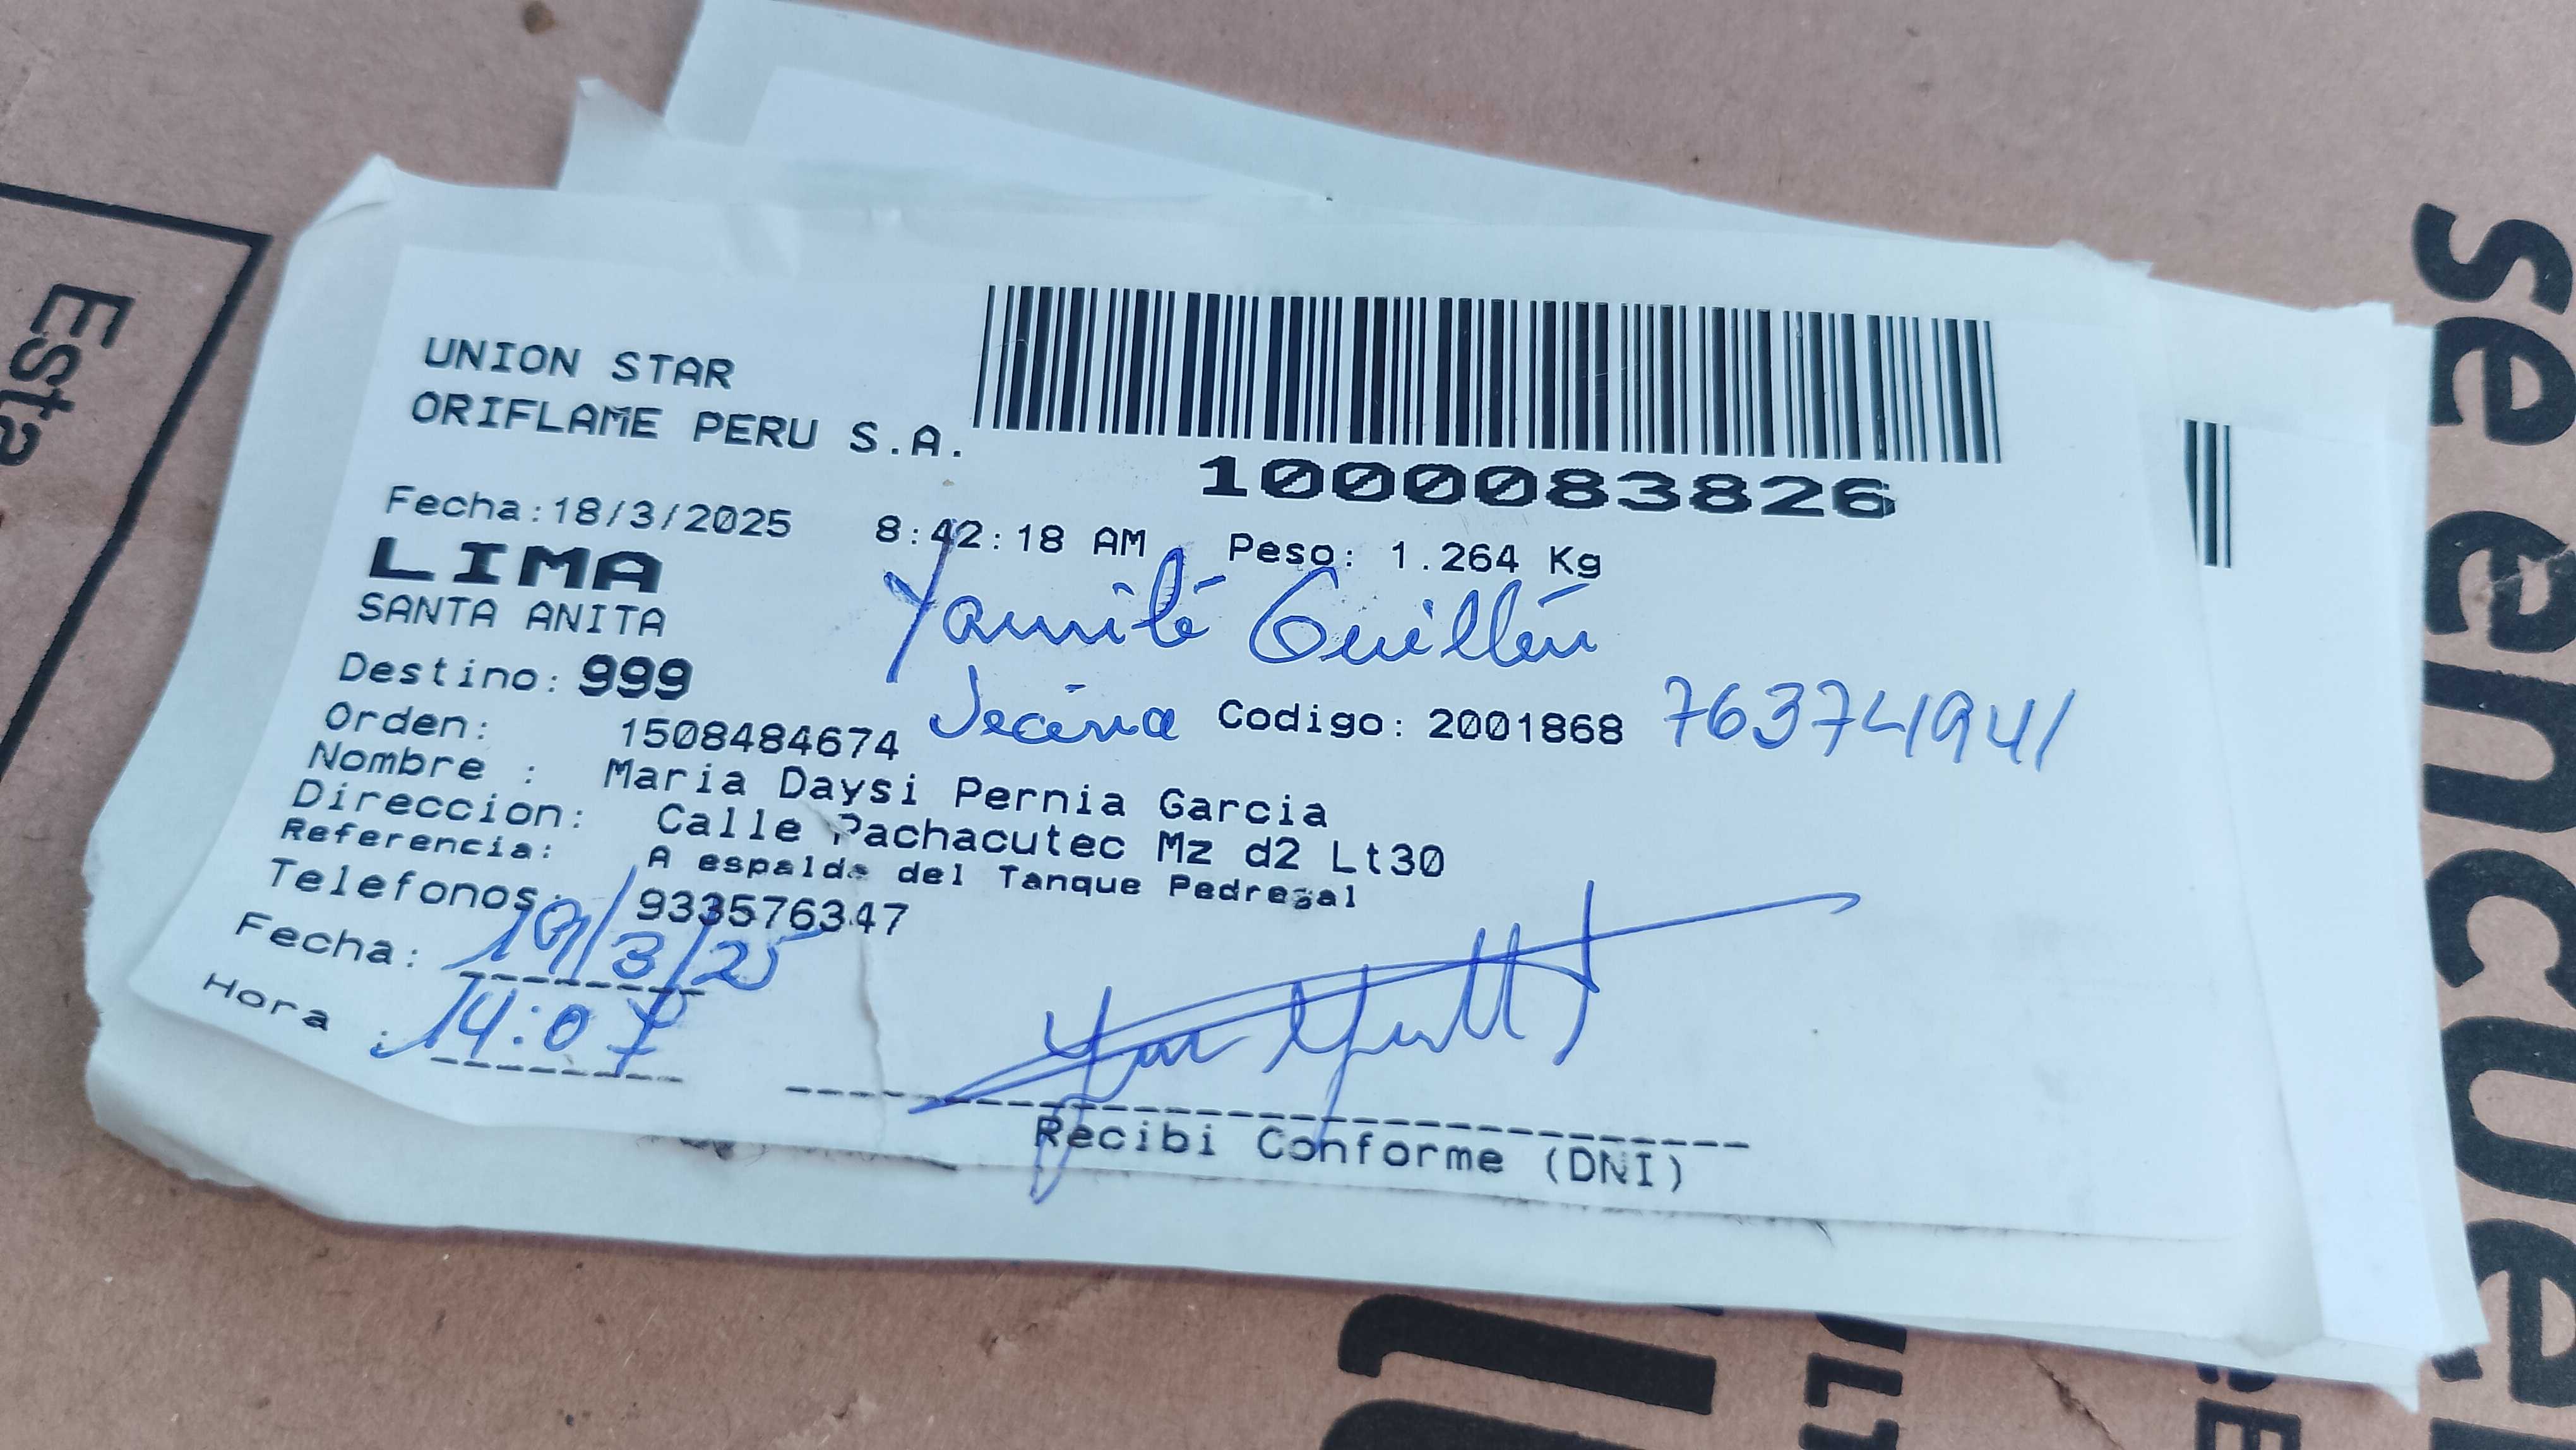 UNION STAR
ORIFLAME PERU S.A.
1000083826
Fecha:18/3/2025 8:42:18 AM Peso: 1.264 Kg
LIMA
SANTA ANITA
Yamilé Guillén
Destino: 999
Vecina
Orden: 1508484674 Codigo: 2001868
Nombre : Maria Daysi Pernia Garcia
Direccion: Calle Pachacutec Mz d2 Lt30
Referencia: A espalda del Tanque Pedregal
Telefonos: 933576347
Fecha: 19/3/25
Hora : 14:07
Recibi Conforme (DNI)
Esta
se encue